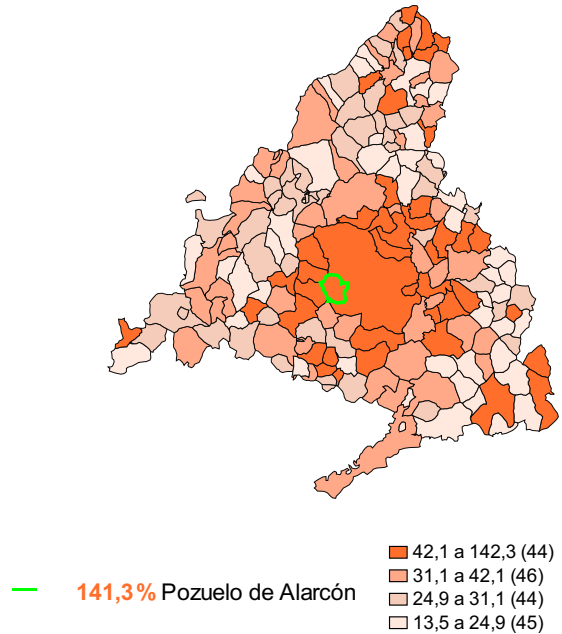 42,1 a 142,3 (44)
31,1 a 42,1 (46)
24,9 a 31,1 (44)
13,5 a 24,9 (45)
141,3% Pozuelo de Alarcón